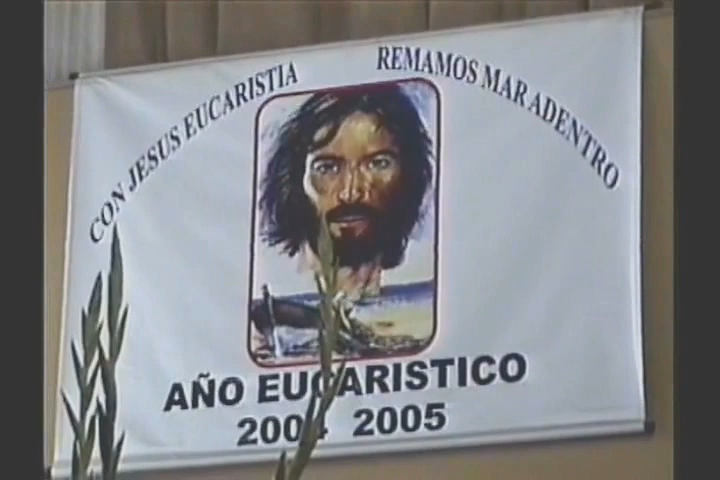 CON JESUS EUCARISTIA
REMAMOS MAR ADENTRO
AÑO EUCARISTICO
2004 2005